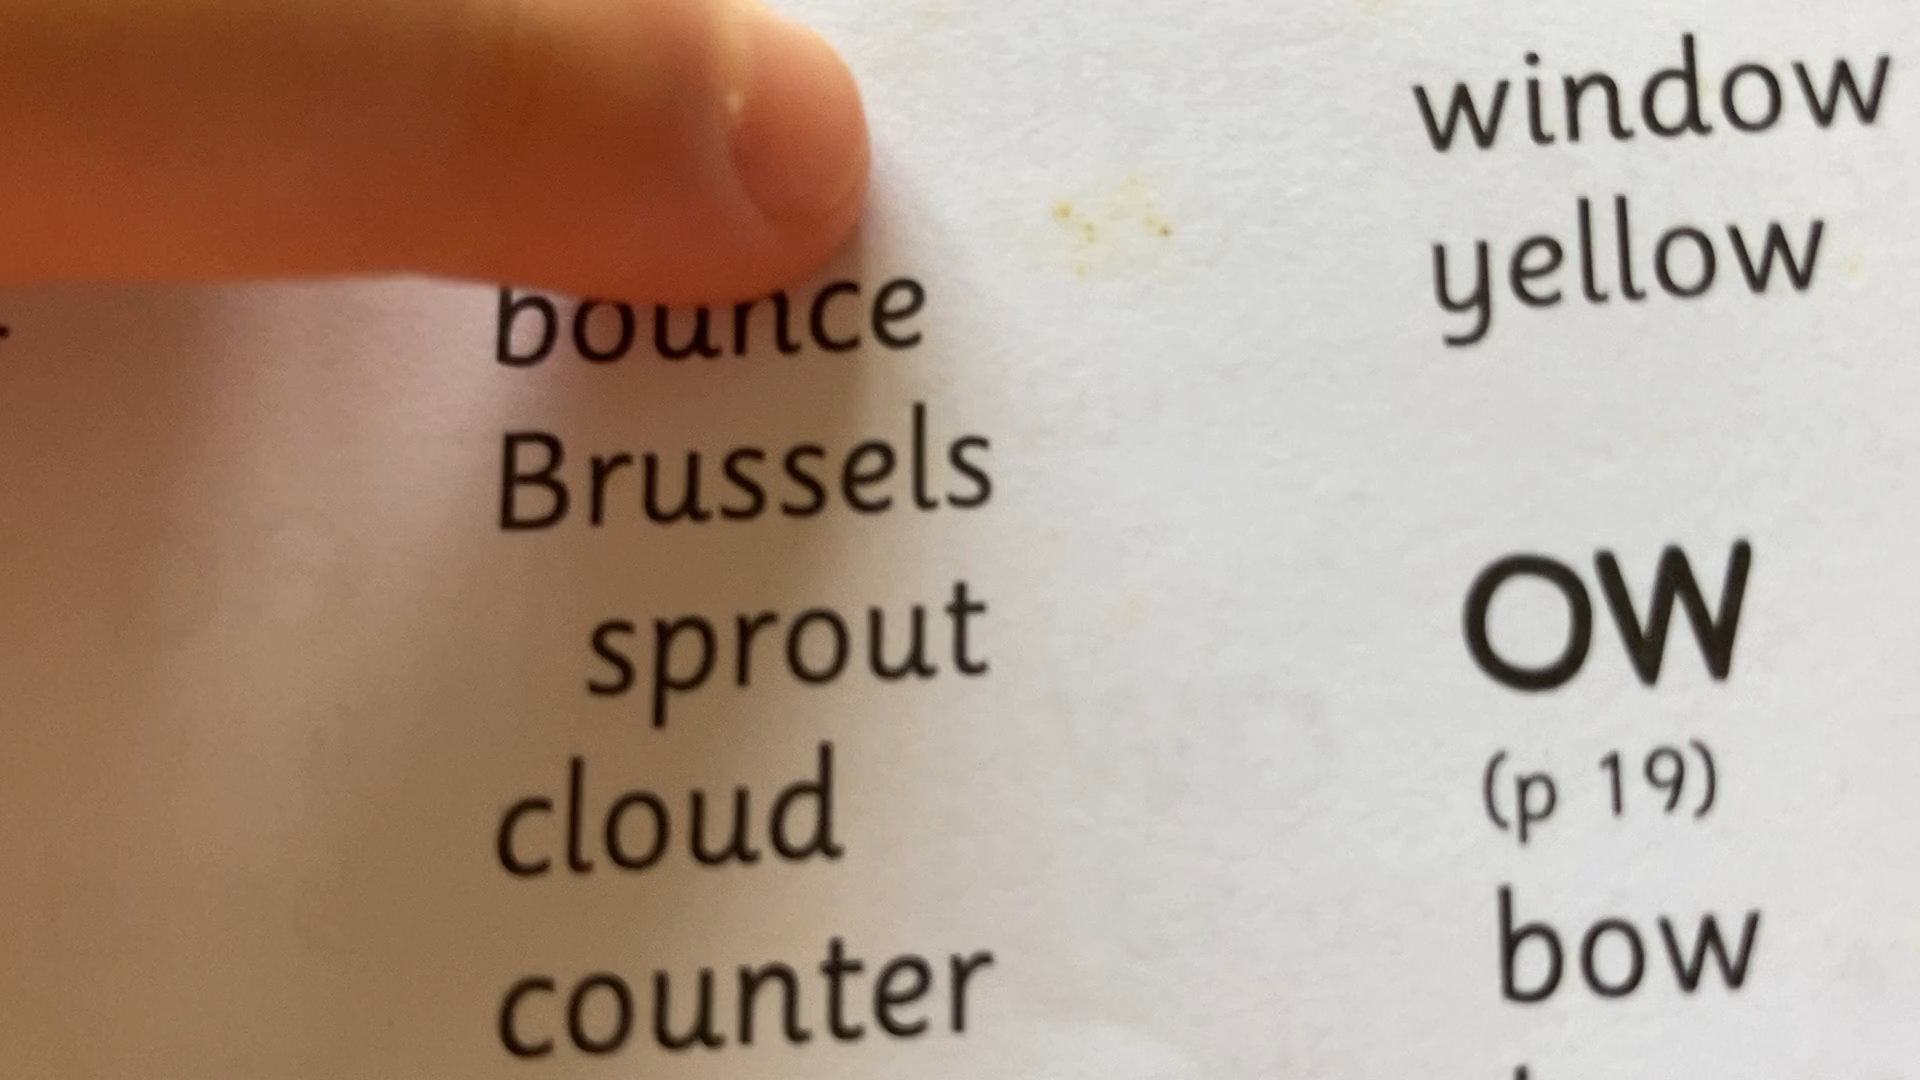 bounce
Brussels
sprout
cloud
counter
window
yellow
ow
(p 19)
bow